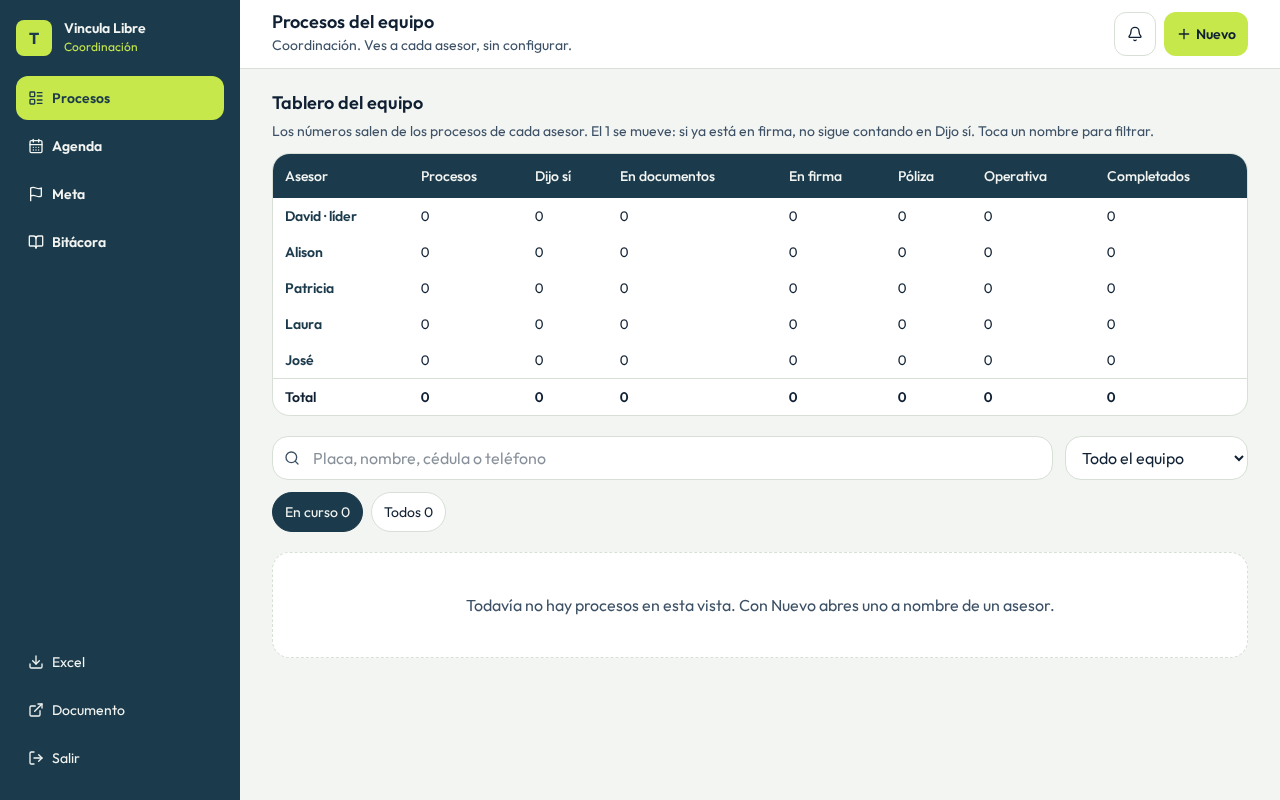 T
Vincula Libre
Coordinación
Procesos
Agenda
Meta
Bitácora
Excel
Documento
Salir
Procesos del equipo
Coordinación. Ves a cada asesor, sin configurar.
Nuevo
Tablero del equipo
Los números salen de los procesos de cada asesor. El 1 se mueve: si ya está en firma, no sigue contando en Dijo sí. Toca un nombre para filtrar.
Asesor Procesos Dijo sí En documentos En firma Póliza Operativa Completados
David · líder 0 0 0 0 0 0 0
Alison 0 0 0 0 0 0 0
Patricia 0 0 0 0 0 0 0
Laura 0 0 0 0 0 0 0
José 0 0 0 0 0 0 0
Total 0 0 0 0 0 0 0
Placa, nombre, cédula o teléfono
Todo el equipo
En curso 0
Todos 0
Todavía no hay procesos en esta vista. Con Nuevo abres uno a nombre de un asesor.